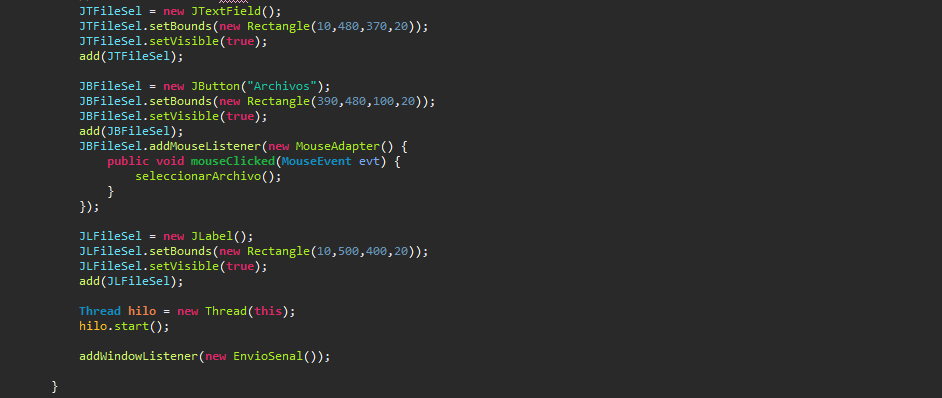 JTFileSel = new JTextField();
JTFileSel.setBounds(new Rectangle(10,480,370,20));
JTFileSel.setVisible(true);
add(JTFileSel);
JBFileSel = new JButton("Archivos");
JBFileSel.setBounds(new Rectangle(390,480,100,20));
JBFileSel.setVisible(true);
add(JBFileSel);
JBFileSel.addMouseListener(new MouseAdapter() {
public void mouseClicked(MouseEvent evt) {
seleccionarArchivo();
}
});
JLFileSel = new JLabel();
JLFileSel.setBounds(new Rectangle(10,500,400,20));
JLFileSel.setVisible(true);
add(JLFileSel);
Thread hilo = new Thread(this);
hilo.start();
addWindowListener(new EnvioSenal());
}